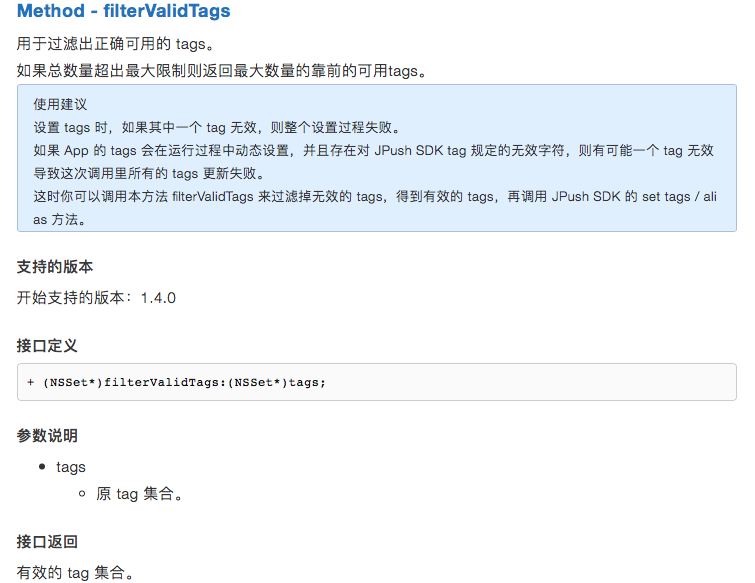 Method - filterValidTags
用于过滤出正确可用的 tags。
如果总数量超出最大限制则返回最大数量的靠前的可用tags。
使用建议
设置 tags 时，如果其中一个 tag 无效，则整个设置过程失败。
如果 App 的 tags 会在运行过程中动态设置，并且存在对 JPush SDK tag 规定的无效字符，则有可能一个 tag 无效
导致这次调用里所有的 tags 更新失败。
这时你可以调用本方法 filterValidTags 来过滤掉无效的 tags，得到有效的 tags，再调用 JPush SDK 的 set tags / ali
as 方法。
支持的版本
开始支持的版本：1.4.0
接口定义
+ (NSSet*)filterValidTags:(NSSet*)tags;
参数说明
• tags
◦ 原 tag 集合。
接口返回
有效的 tag 集合。